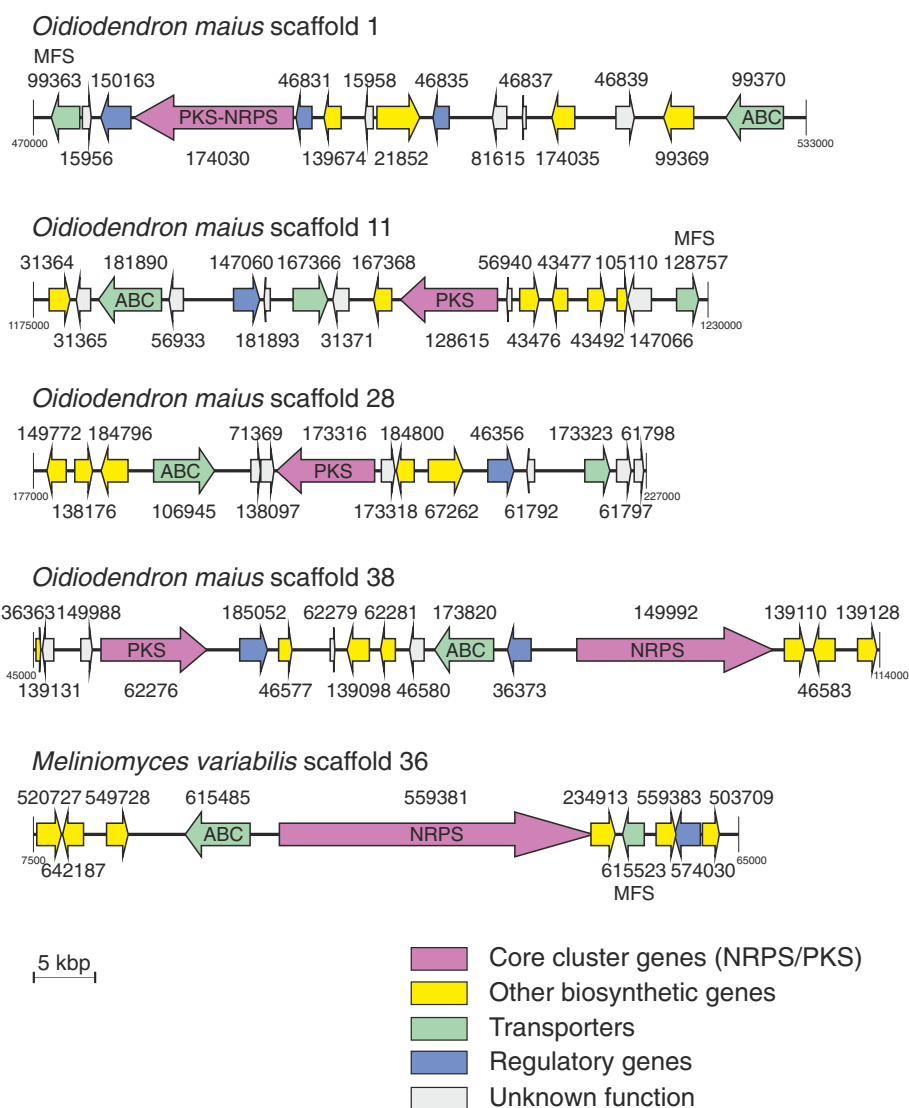 Oidiodendron maius scaffold 1
MFS
99363 150163 46831 15958 46835 46837 46839 99370
PKS-NRPS ABC
470000 533000
15956 174030 139674 21852 81615 174035 99369
Oidiodendron maius scaffold 11
MFS
31364 181890 147060 167366 167368 56940 43477 105110 128757
ABC PKS
1175000 1230000
31365 56933 181893 31371 128615 43476 43492 147066
Oidiodendron maius scaffold 28
149772 184796 71369 173316 184800 46356 173323 61798
ABC PKS
177000 227000
138176 106945 138097 173318 67262 61792 61797
Oidiodendron maius scaffold 38
36363 149988 185052 62279 62281 173820 149992 139110 139128
PKS ABC NRPS
45000 114000
139131 62276 46577 139098 46580 36373 46583
Meliniomyces variabilis scaffold 36
520727 549728 615485 559381 234913 559383 503709
ABC NRPS
7500 65000
642187 615523 574030
MFS
5 kbp
Core cluster genes (NRPS/PKS)
Other biosynthetic genes
Transporters
Regulatory genes
Unknown function